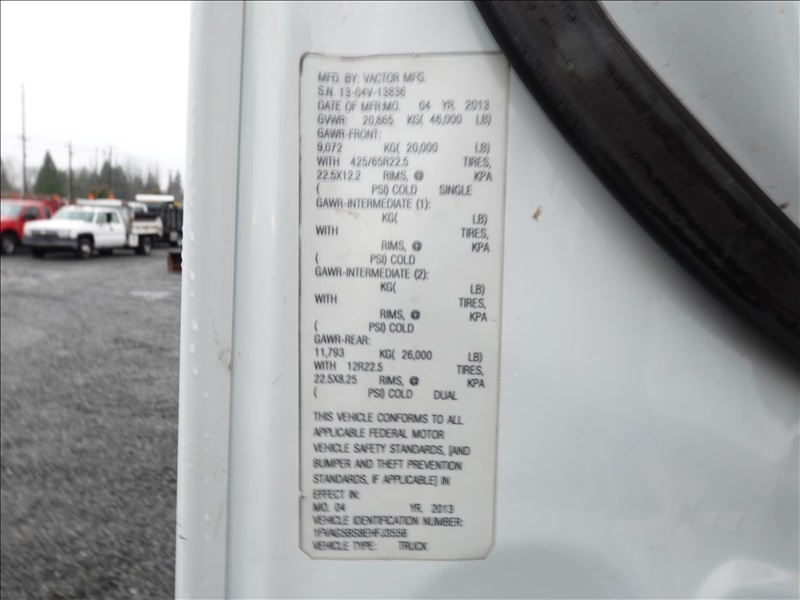 MFD. BY: VACTOR MFG.
S.N. 13-04V-13836
DATE OF MFR:MO. 04 YR. 2013
GVWR: 20,865 KG( 46,000 LB)
GAWR-FRONT:
9,072 KG( 20,000 LB)
WITH 425/65R22.5 TIRES,
22.5X12.2 RIMS, @ KPA
( PSI) COLD SINGLE
GAWR-INTERMEDIATE (1):
KG( LB)
WITH TIRES,
RIMS, @ KPA
( PSI) COLD
GAWR-INTERMEDIATE (2):
KG( LB)
WITH TIRES,
RIMS, @ KPA
( PSI) COLD
GAWR-REAR:
11,793 KG( 26,000 LB)
WITH 12R22.5 TIRES,
22.5X8.25 RIMS, @ KPA
( PSI) COLD DUAL
THIS VEHICLE CONFORMS TO ALL
APPLICABLE FEDERAL MOTOR
VEHICLE SAFETY STANDARDS, [AND
BUMPER AND THEFT PREVENTION
STANDARDS, IF APPLICABLE] IN
EFFECT IN:
MO. 04 YR. 2013
VEHICLE IDENTIFICATION NUMBER:
VEHICLE TYPE: TRUCK